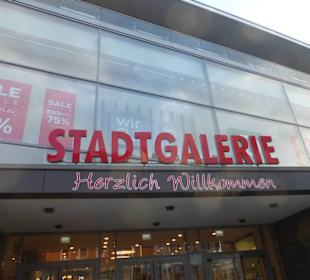 SALE
75%
SALE
%
wir
STADTGALERIE
Herzlich Willkommen